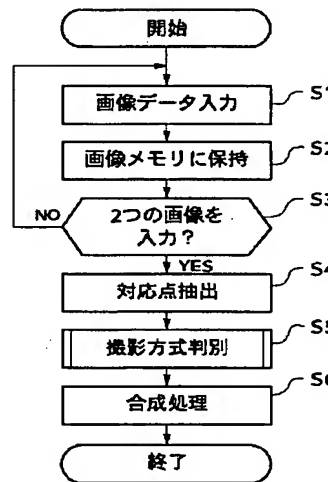 開始
画像データ入力
S1
画像メモリに保持
S2
2つの画像を
入力?
S3
NO
YES
対応点抽出
S4
撮影方式判別
S5
合成処理
S6
終了